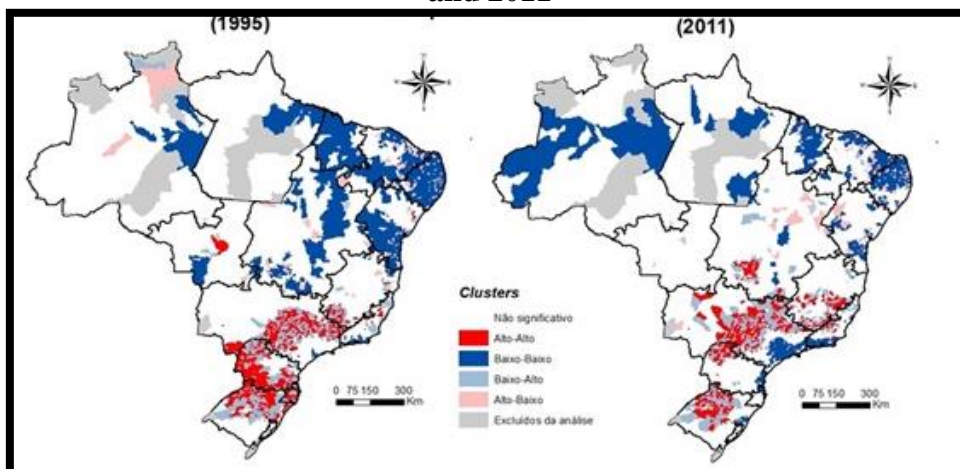 and 2011
(1995)
(2011)
Clusters
Não significativo
Alto-Alto
Baixo-Baixo
Baixo-Alto
Alto-Baixo
Excluídos da análise
0 75 150 300
Km
0 75 150 300
Km